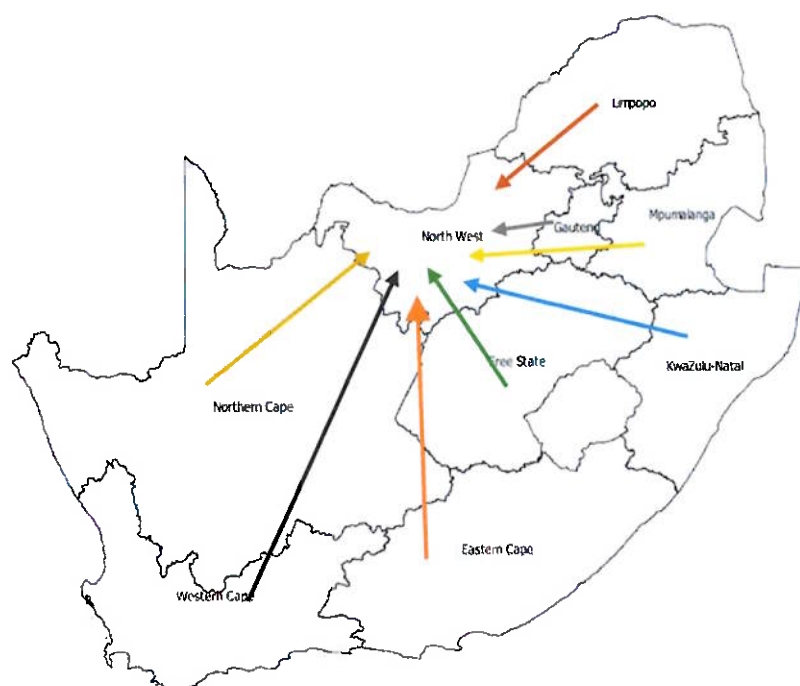 Limpopo
Mpumalanga
Gauteng
North West
Free State
KwaZulu-Natal
Northern Cape
Eastern Cape
Western Cape